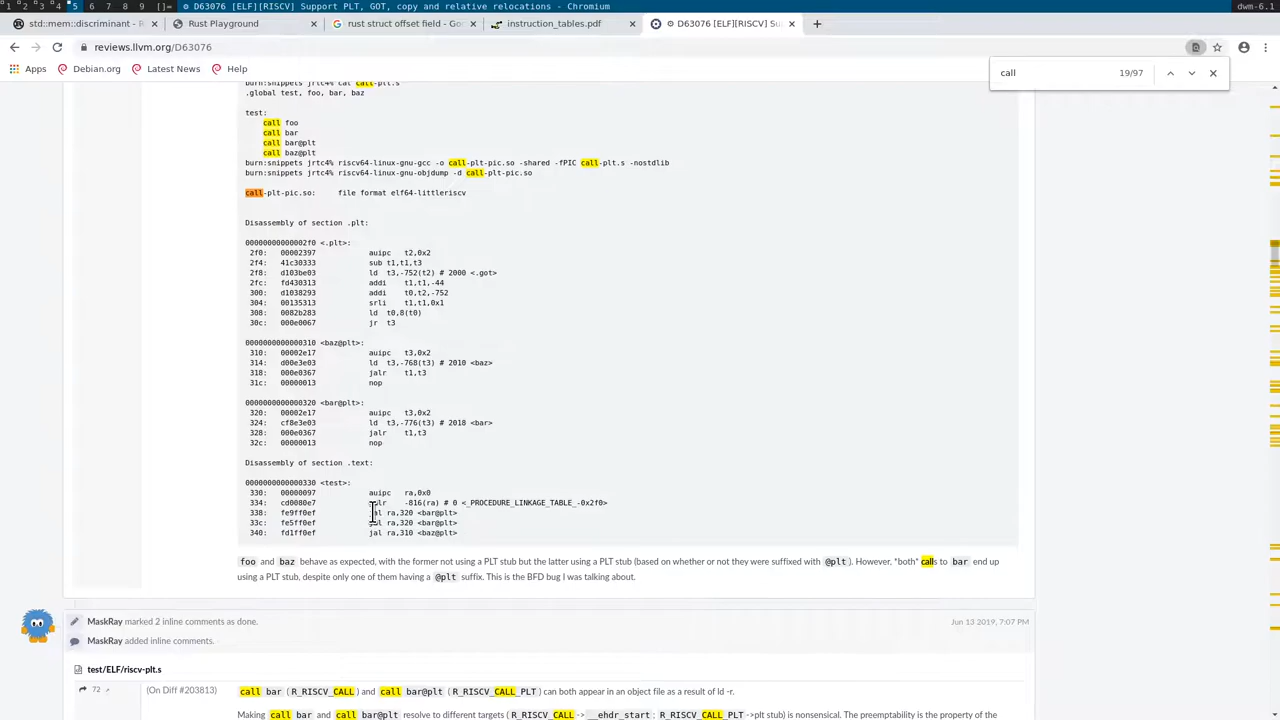 1 2 3 4 5 6 7 8 9 []= D63076 [ELF][RISCV] Support PLT, GOT, copy and relative relocations - Chromium dwm-6.1
std::mem::discriminant - R
Rust Playground
rust struct offset field - Goo
instruction_tables.pdf
D63076 [ELF][RISCV] Su
reviews.llvm.org/D63076
Apps Debian.org Latest News Help
call 19/97
burn:snippets jrtc4% cat call-plt.s
.global test, foo, bar, baz
test:
call foo
call bar
call bar@plt
call baz@plt
burn:snippets jrtc4% riscv64-linux-gnu-gcc -o call-plt-pic.so -shared -fPIC call-plt.s -nostdlib
burn:snippets jrtc4% riscv64-linux-gnu-objdump -d call-plt-pic.so
call-plt-pic.so: file format elf64-littleriscv
Disassembly of section .plt:
00000000000002f0 <.plt>:
2f0: 00002397 auipc t2,0x2
2f4: 41c30333 sub t1,t1,t3
2f8: d103be03 ld t3,-752(t2) # 2000 <.got>
2fc: fd430313 addi t1,t1,-44
300: d1038293 addi t0,t2,-752
304: 00135313 srli t1,t1,0x1
308: 0082b283 ld t0,8(t0)
30c: 000e0067 jr t3
0000000000000310 <baz@plt>:
310: 00002e17 auipc t3,0x2
314: d00e3e03 ld t3,-768(t3) # 2010 <baz>
318: 000e0367 jalr t1,t3
31c: 00000013 nop
0000000000000320 <bar@plt>:
320: 00002e17 auipc t3,0x2
324: cf8e3e03 ld t3,-776(t3) # 2018 <bar>
328: 000e0367 jalr t1,t3
32c: 00000013 nop
Disassembly of section .text:
0000000000000330 <test>:
330: 00000097 auipc ra,0x0
334: cd0080e7 jalr -816(ra) # 0 <_PROCEDURE_LINKAGE_TABLE_-0x2f0>
338: fe9ff0ef jal ra,320 <bar@plt>
33c: fe5ff0ef jal ra,320 <bar@plt>
340: fd1ff0ef jal ra,310 <baz@plt>
foo and baz behave as expected, with the former not using a PLT stub but the latter using a PLT stub (based on whether or not they were suffixed with @plt). However, *both* calls to bar end up
using a PLT stub, despite only one of them having a @plt suffix. This is the BFD bug I was talking about.
MaskRay marked 2 inline comments as done. Jun 13 2019, 7:07 PM
MaskRay added inline comments.
test/ELF/riscv-plt.s
72 (On Diff #203813) call bar (R_RISCV_CALL) and call bar@plt (R_RISCV_CALL_PLT) can both appear in an object file as a result of ld -r.
Making call bar and call bar@plt resolve to different targets (R_RISCV_CALL->__ehdr_start; R_RISCV_CALL_PLT->plt stub) is nonsensical. The preemptability is the property of the